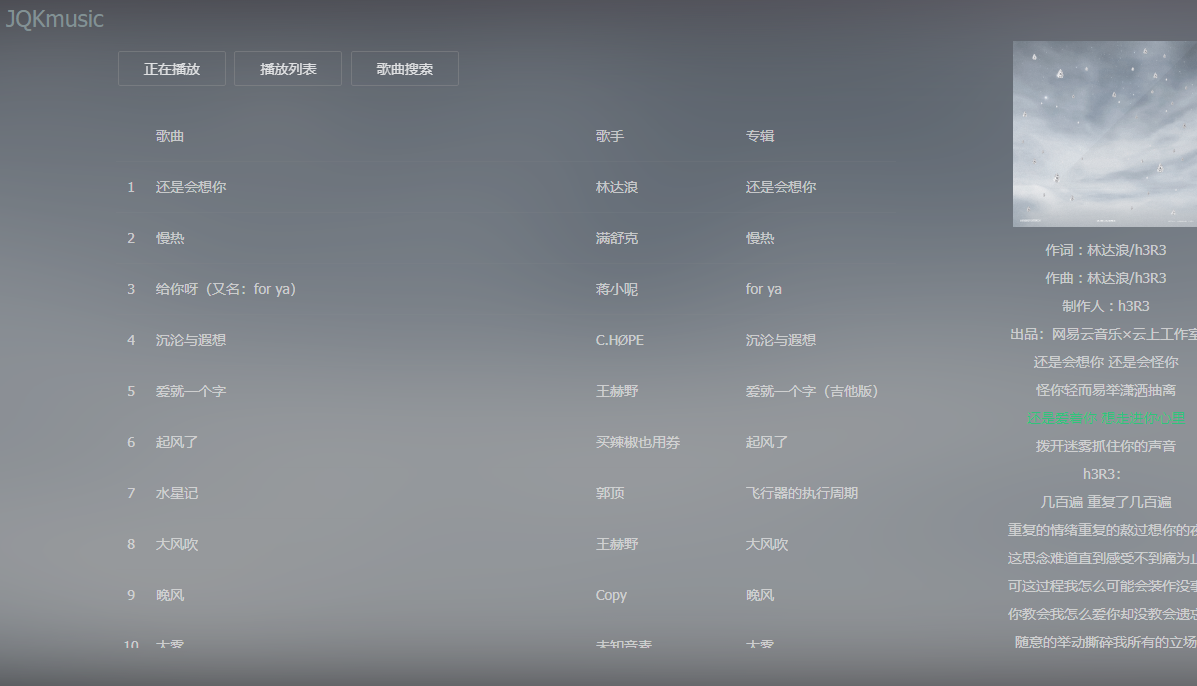 JQKmusic
正在播放 播放列表 歌曲搜索
歌曲 歌手 专辑
1 还是会想你 林达浪 还是会想你
2 慢热 满舒克 慢热
3 给你呀（又名：for ya） 蒋小呢 for ya
4 沉沦与遐想 C.HØPE 沉沦与遐想
5 爱就一个字 王赫野 爱就一个字（吉他版）
6 起风了 买辣椒也用券 起风了
7 水星记 郭顶 飞行器的执行周期
8 大风吹 王赫野 大风吹
9 晚风 Copy 晚风
10 未知音素
作词：林达浪/h3R3
作曲：林达浪/h3R3
制作人：h3R3
出品：网易云音乐×云上工作室
还是会想你 还是会怪你
怪你轻而易举潇洒抽离
拨开迷雾抓住你的声音
h3R3：
几百遍 重复了几百遍
重复的情绪重复的熬过想你的夜
这思念难道直到感受不到痛为止
可这过程我怎么可能会装作没事
你教会我怎么爱你却没教会遗忘
随意的举动撕碎我所有的立场